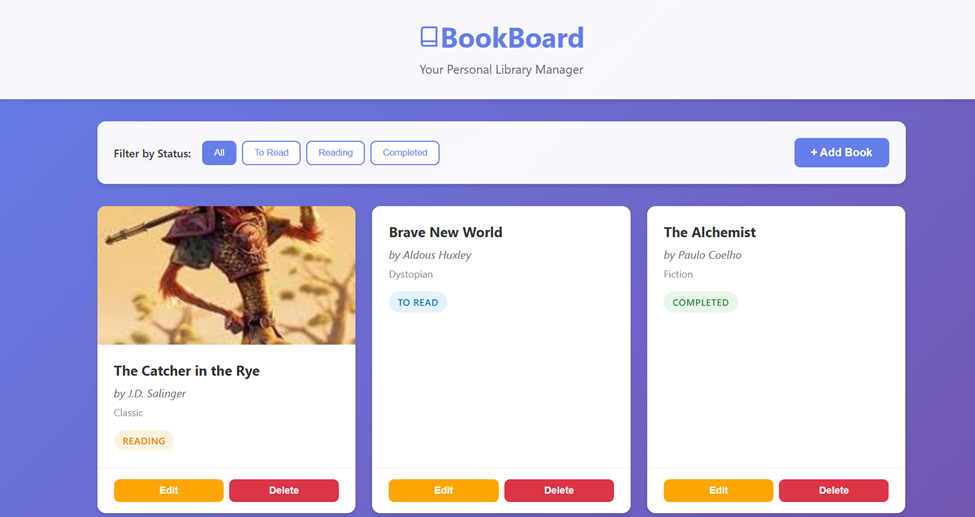 BookBoard
Your Personal Library Manager
Filter by Status: All To Read Reading Completed + Add Book
The Catcher in the Rye
by J.D. Salinger
Classic
READING
Edit Delete
Brave New World
by Aldous Huxley
Dystopian
TO READ
Edit Delete
The Alchemist
by Paulo Coelho
Fiction
COMPLETED
Edit Delete